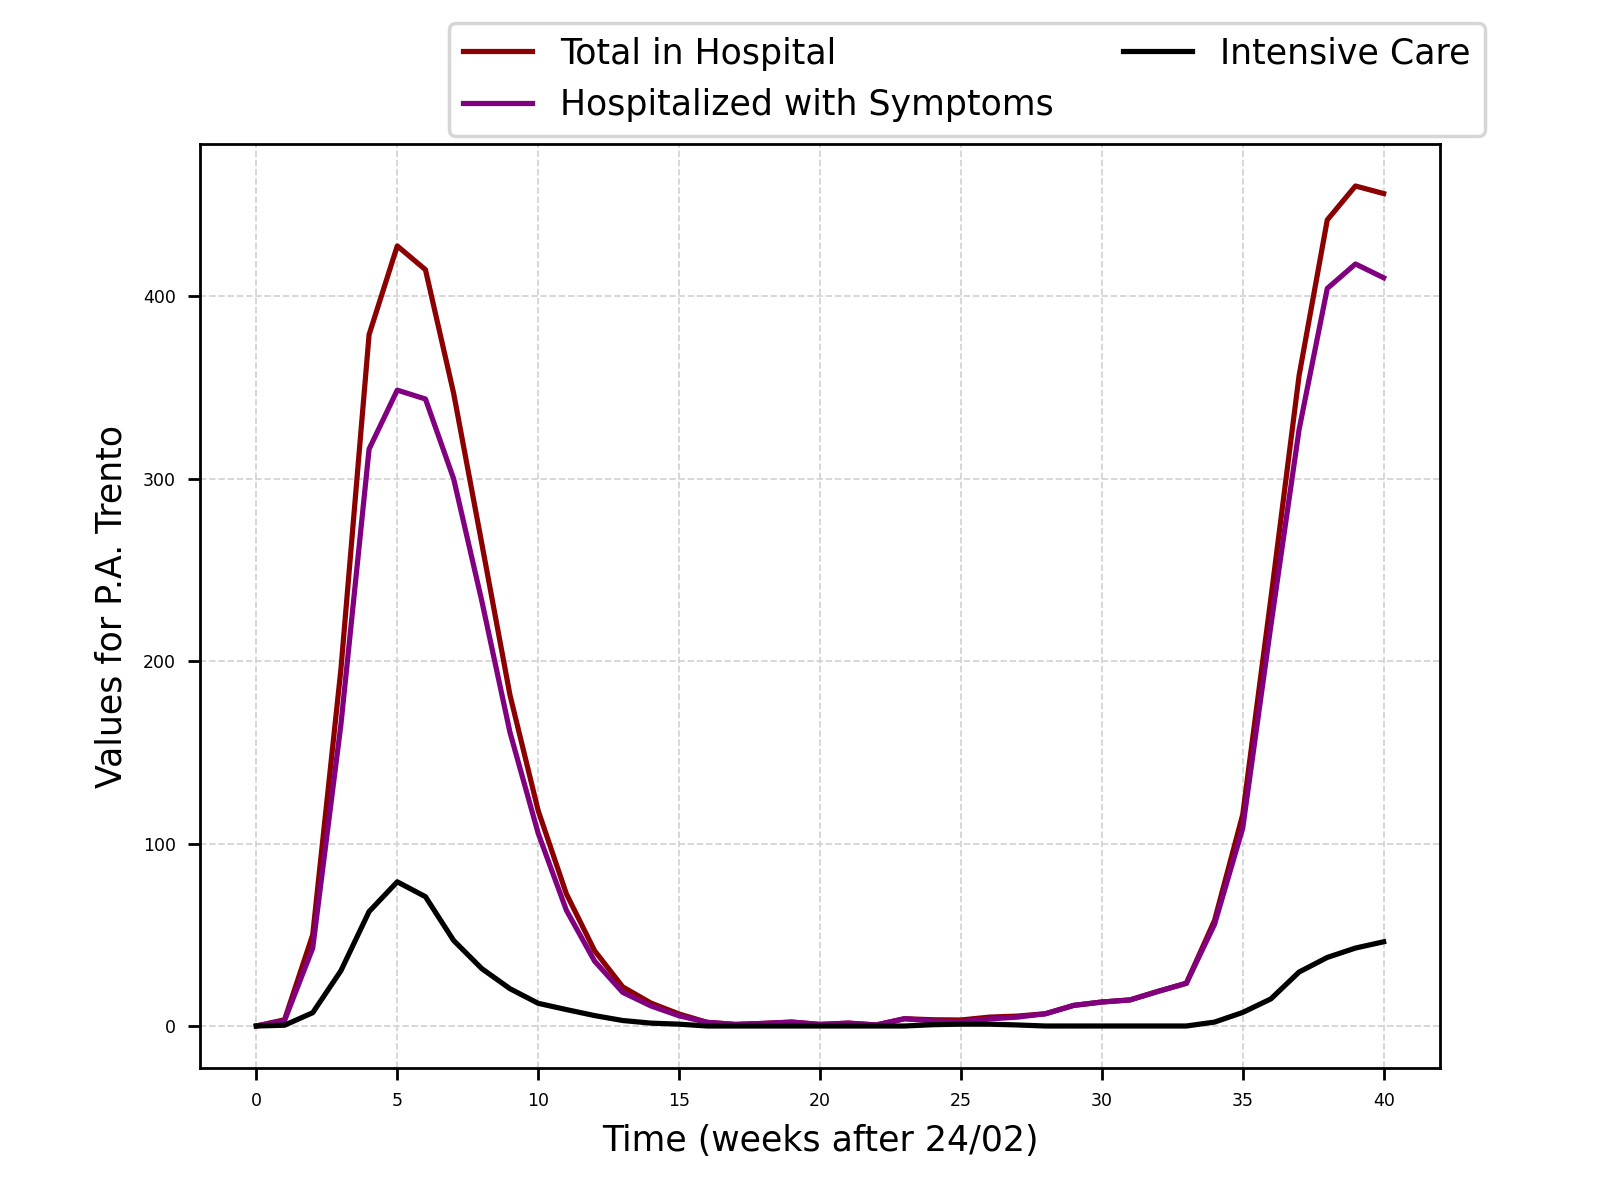 Total in Hospital
Hospitalized with Symptoms
Intensive Care
Values for P.A. Trento
400
300
200
100
0
0 5 10 15 20 25 30 35 40
Time (weeks after 24/02)